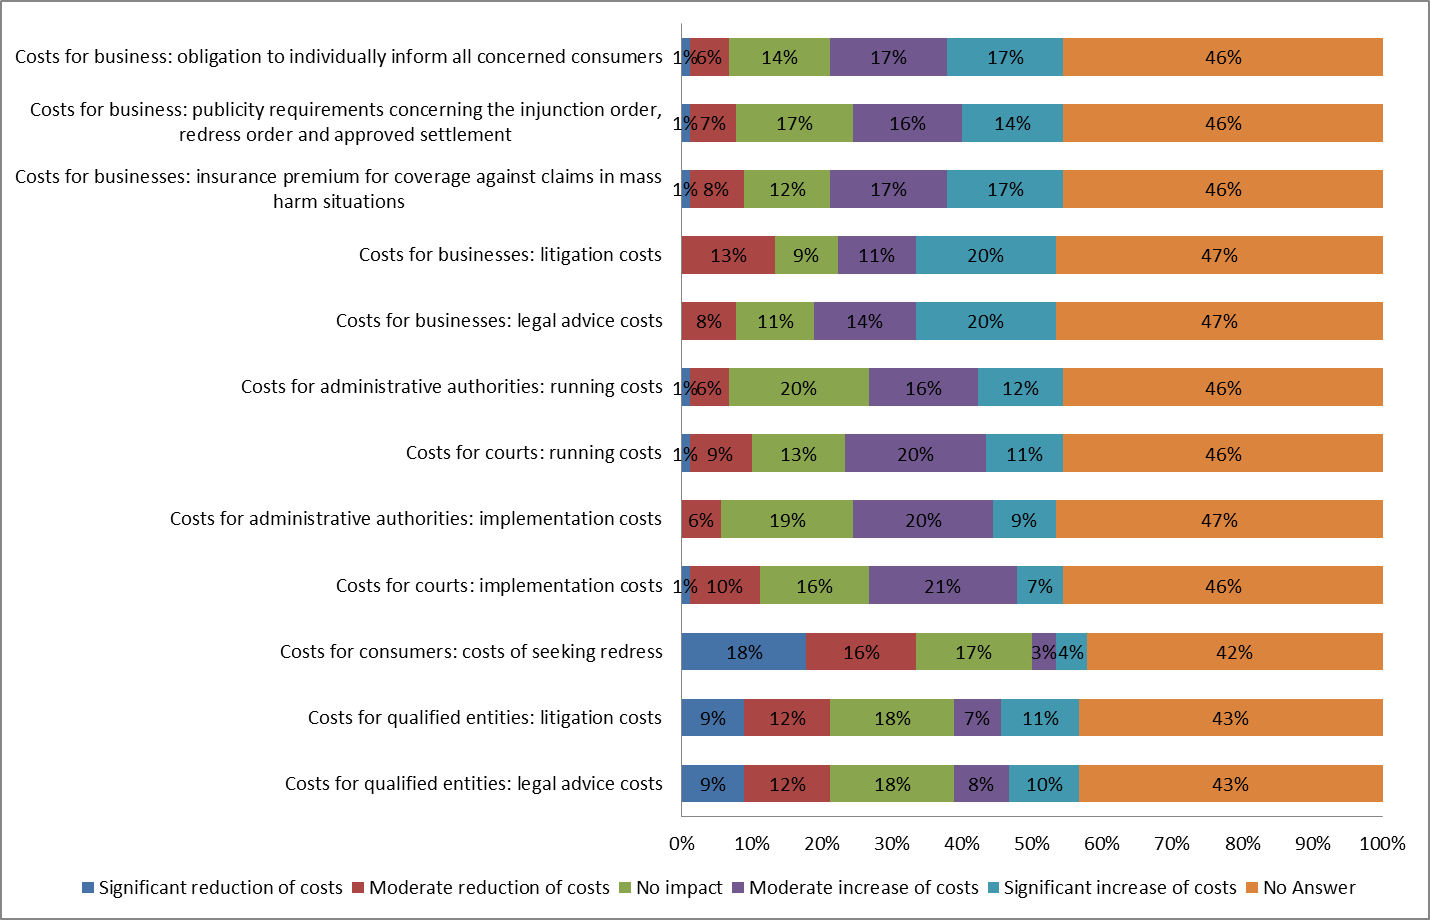 Costs for business: obligation to individually inform all concerned consumers 1% 6% 14% 17% 17% 46%
Costs for business: publicity requirements concerning the injunction order,
redress order and approved settlement 1% 7% 17% 16% 14% 46%
Costs for businesses: insurance premium for coverage against claims in mass
harm situations 1% 8% 12% 17% 17% 46%
Costs for businesses: litigation costs 13% 9% 11% 20% 47%
Costs for businesses: legal advice costs 8% 11% 14% 20% 47%
Costs for administrative authorities: running costs 1% 6% 20% 16% 12% 46%
Costs for courts: running costs 1% 9% 13% 20% 11% 46%
Costs for administrative authorities: implementation costs 6% 19% 20% 9% 47%
Costs for courts: implementation costs 1% 10% 16% 21% 7% 46%
Costs for consumers: costs of seeking redress 18% 16% 17% 3% 4% 42%
Costs for qualified entities: litigation costs 9% 12% 18% 7% 11% 43%
Costs for qualified entities: legal advice costs 9% 12% 18% 8% 10% 43%
0% 10% 20% 30% 40% 50% 60% 70% 80% 90% 100%
Significant reduction of costs Moderate reduction of costs No impact Moderate increase of costs Significant increase of costs No Answer